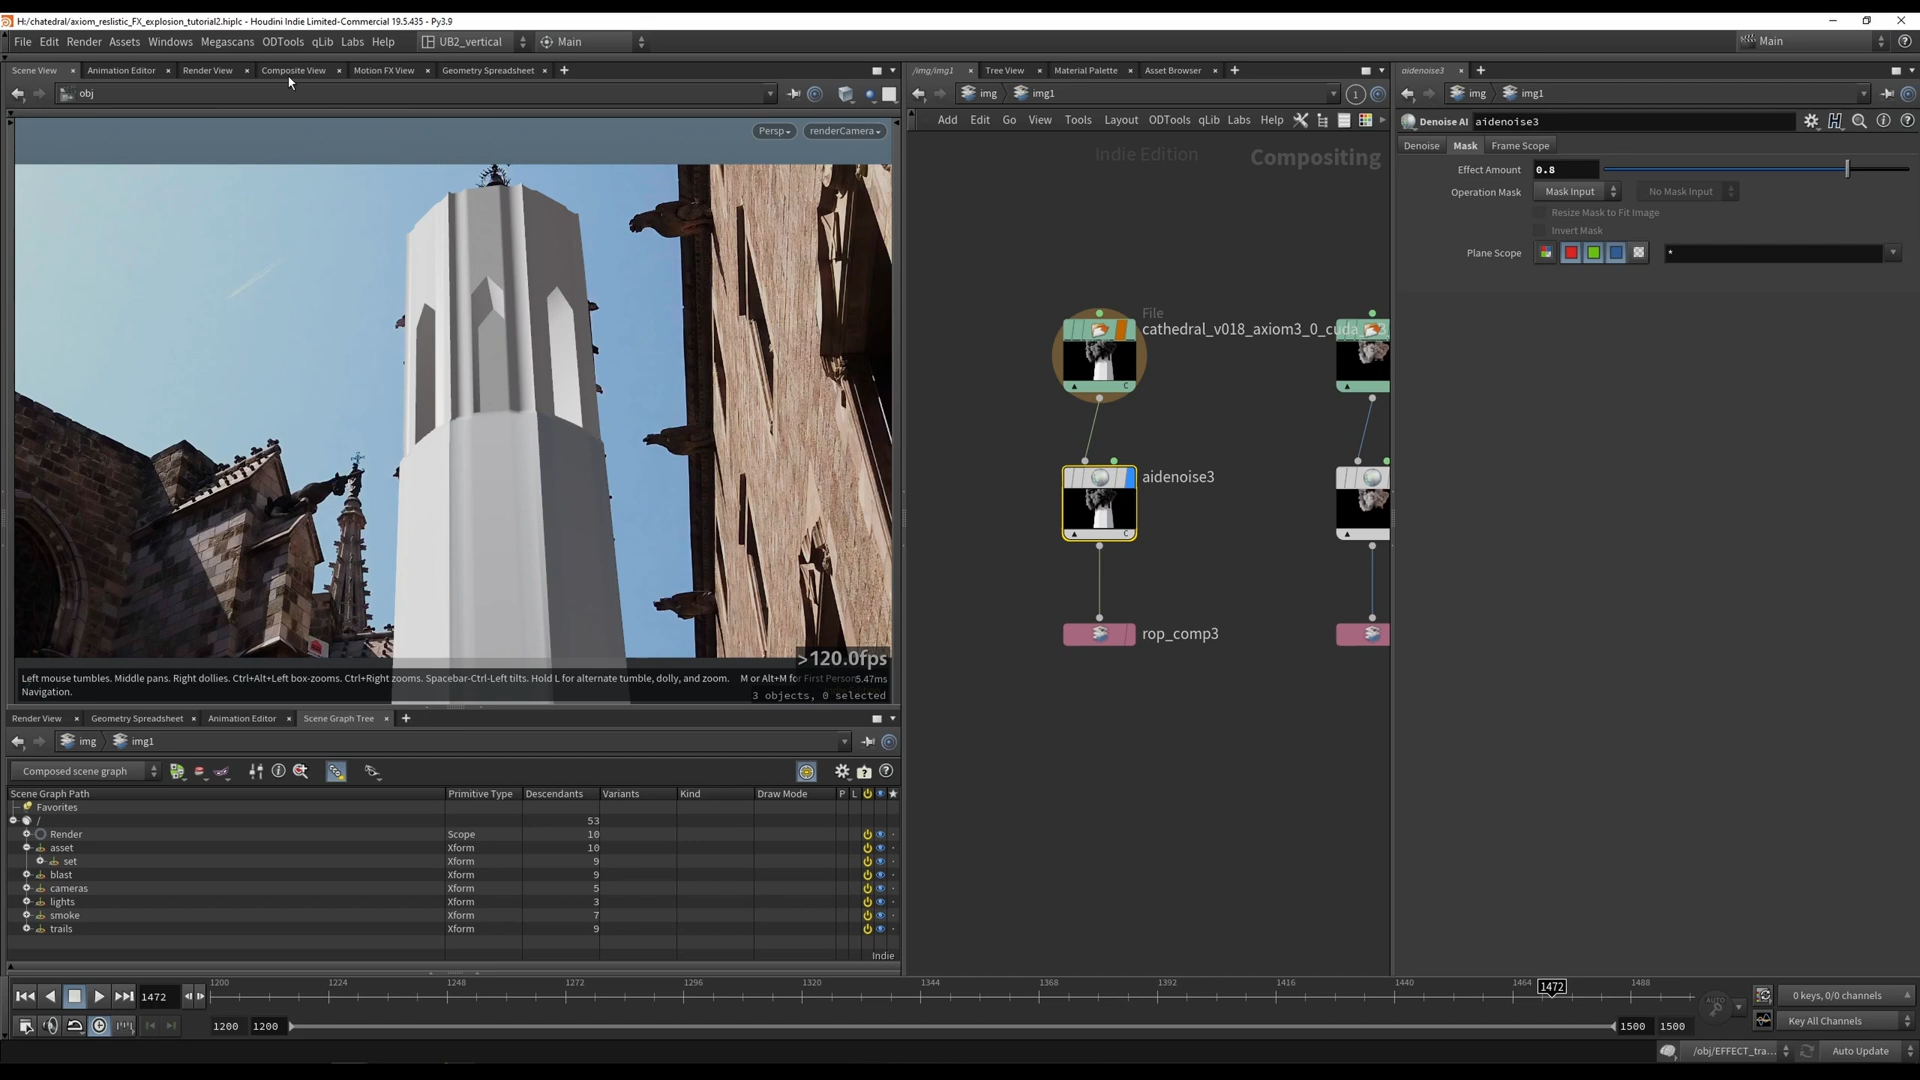 H:/chatedral/axiom_realistic_FX_explosion_tutorial2.hiplc - Houdini Indie Limited-Commercial 19.5.435 - Py3.9
File Edit Render Assets Windows Megascans ODTools qLib Labs Help UB2_vertical Main Main
Scene View Animation Editor Render View Composite View Motion FX View Geometry Spreadsheet
/img/img1 Tree View Material Palette Asset Browser
aidenoise3
obj
img img1
img img1
Persp renderCamera
Add Edit Go View Tools Layout ODTools qLib Labs Help
Denoise AI aidenoise3
Denoise Mask Frame Scope
Indie Edition Compositing
Effect Amount 0.8
Operation Mask Mask Input No Mask Input
Resize Mask to Fit Image
Invert Mask
Plane Scope *
File
cathedral_v018_axiom3_0_cuda
C
aidenoise3
C
rop_comp3
>120.0fps
Left mouse tumbles. Middle pans. Right dollies. Ctrl+Alt+Left box-zooms. Ctrl+Right zooms. Spacebar-Ctrl-Left tilts. Hold L for alternate tumble, dolly, and zoom. M or Alt+M for First Person
Navigation.
5.47ms
3 objects, 0 selected
Render View Geometry Spreadsheet Animation Editor Scene Graph Tree
img img1
Composed scene graph
Scene Graph Path Primitive Type Descendants Variants Kind Draw Mode P L
Favorites
/ 53
Render Scope 10
asset Xform 10
set Xform 9
blast Xform 9
cameras Xform 5
lights Xform 3
smoke Xform 7
trails Xform 9
Indie
1472 1200 1224 1248 1272 1296 1320 1344 1368 1392 1416 1440 1464 1472 1488
AUTO
0 keys, 0/0 channels
1200 1200 1500 1500
Key All Channels
/obj/EFFECT_tra... Auto Update